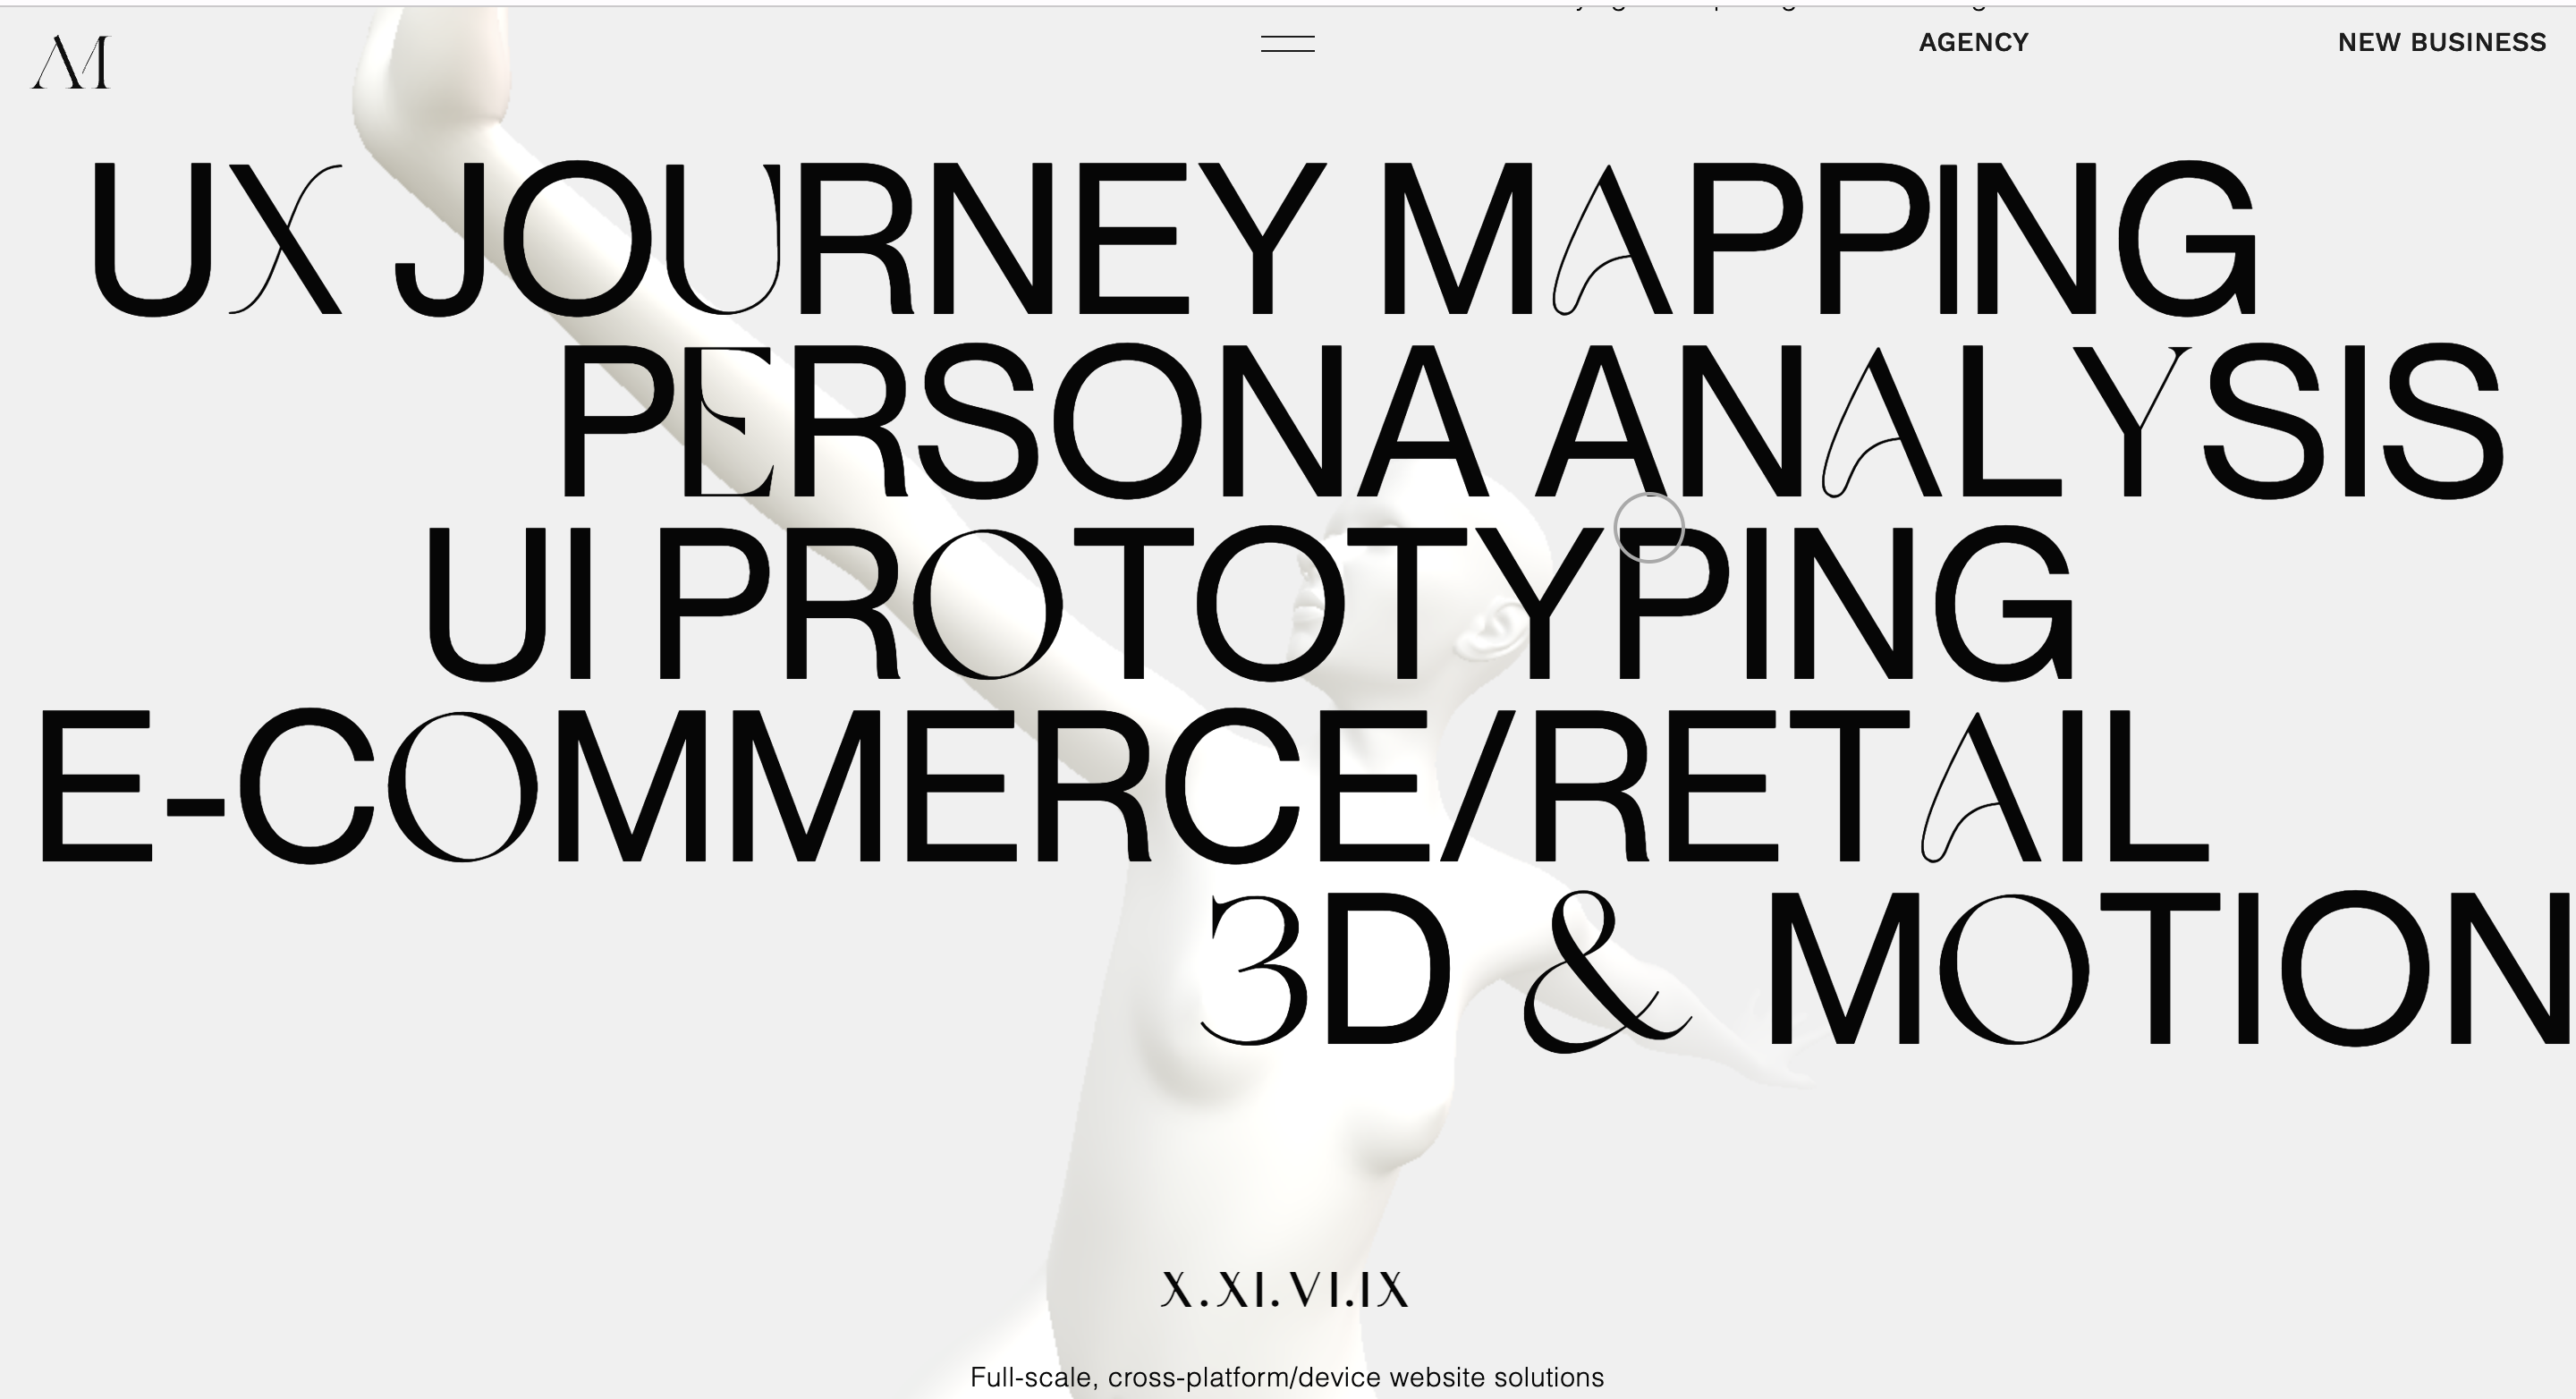 AM
AGENCY
NEW BUSINESS
UX JOURNEY MAPPING
PERSONA ANALYSIS
UI PROTOTYPING
E-COMMERCE/RETAIL
3D & MOTION
X.XI.VI.IX
Full-scale, cross-platform/device website solutions